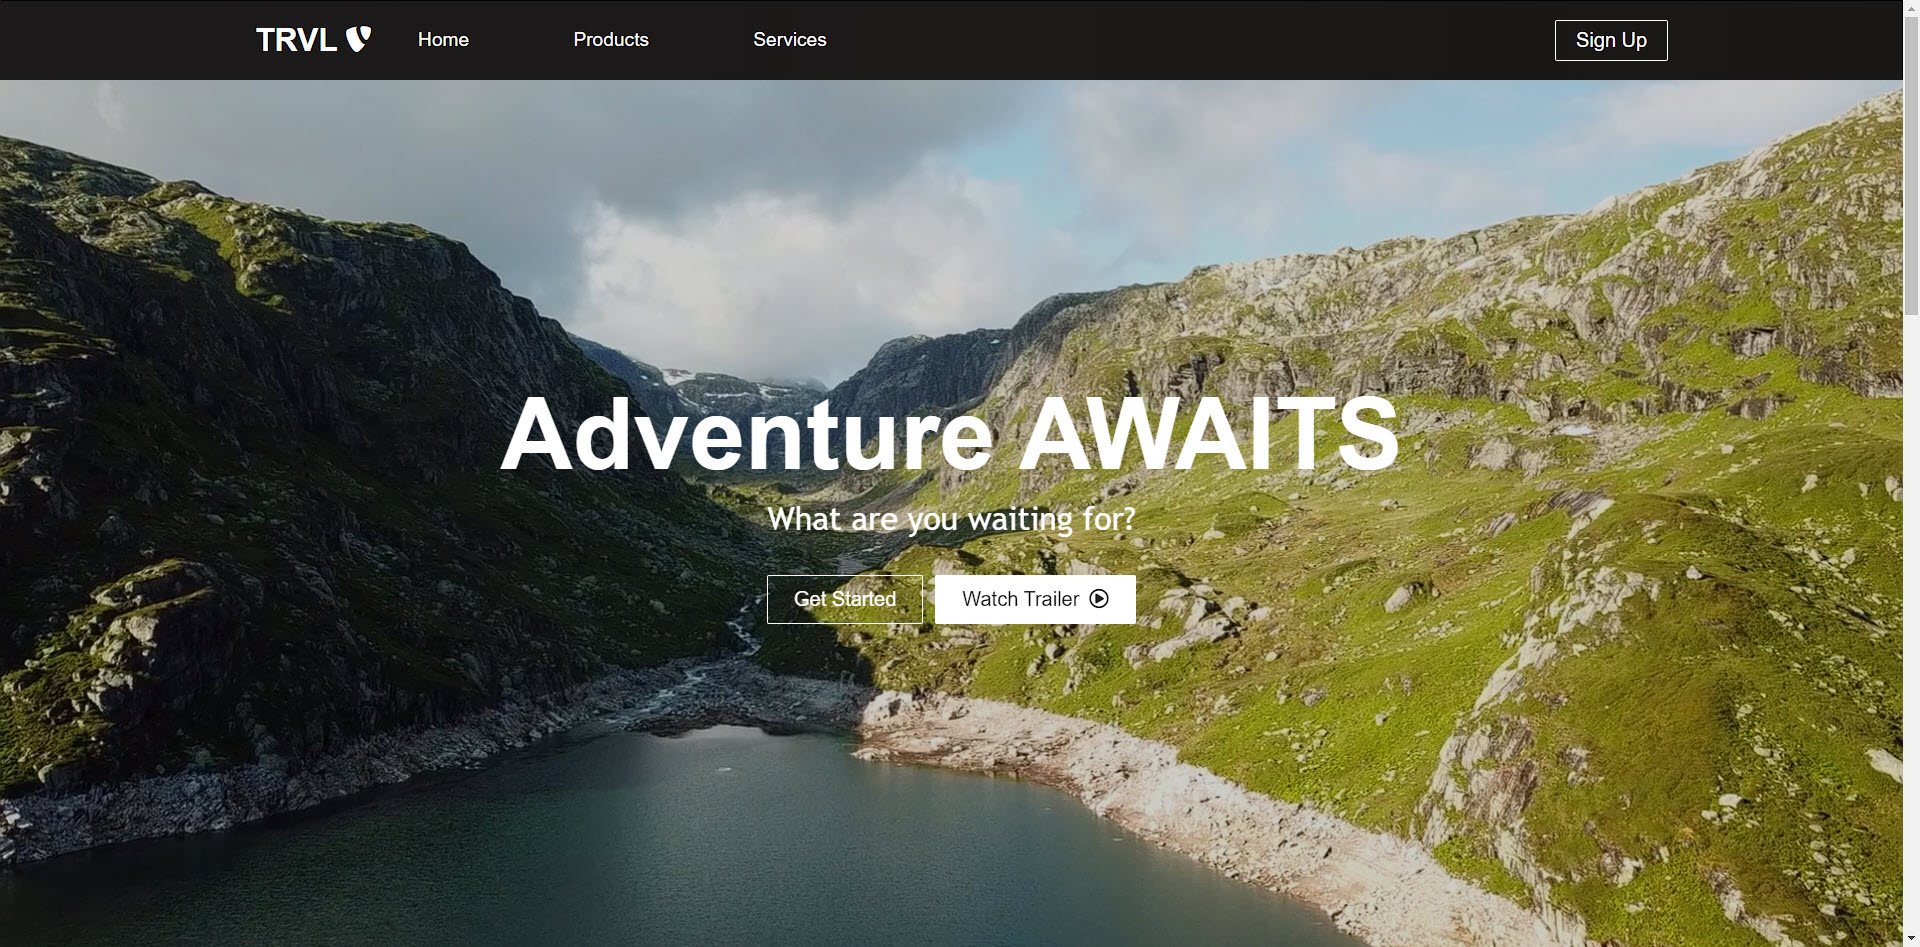 TRVL Home Products Services Sign Up
Adventure AWAITS
What are you waiting for?
Get Started Watch Trailer